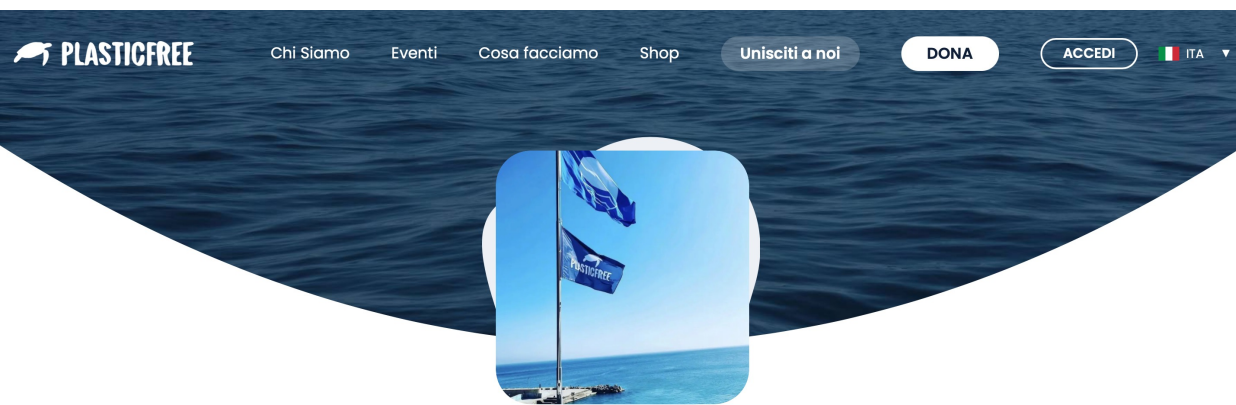 PLASTICFREE Chi Siamo Eventi Cosa facciamo Shop Unisciti a noi DONA ACCEDI ITA ▼
PLASTICFREE